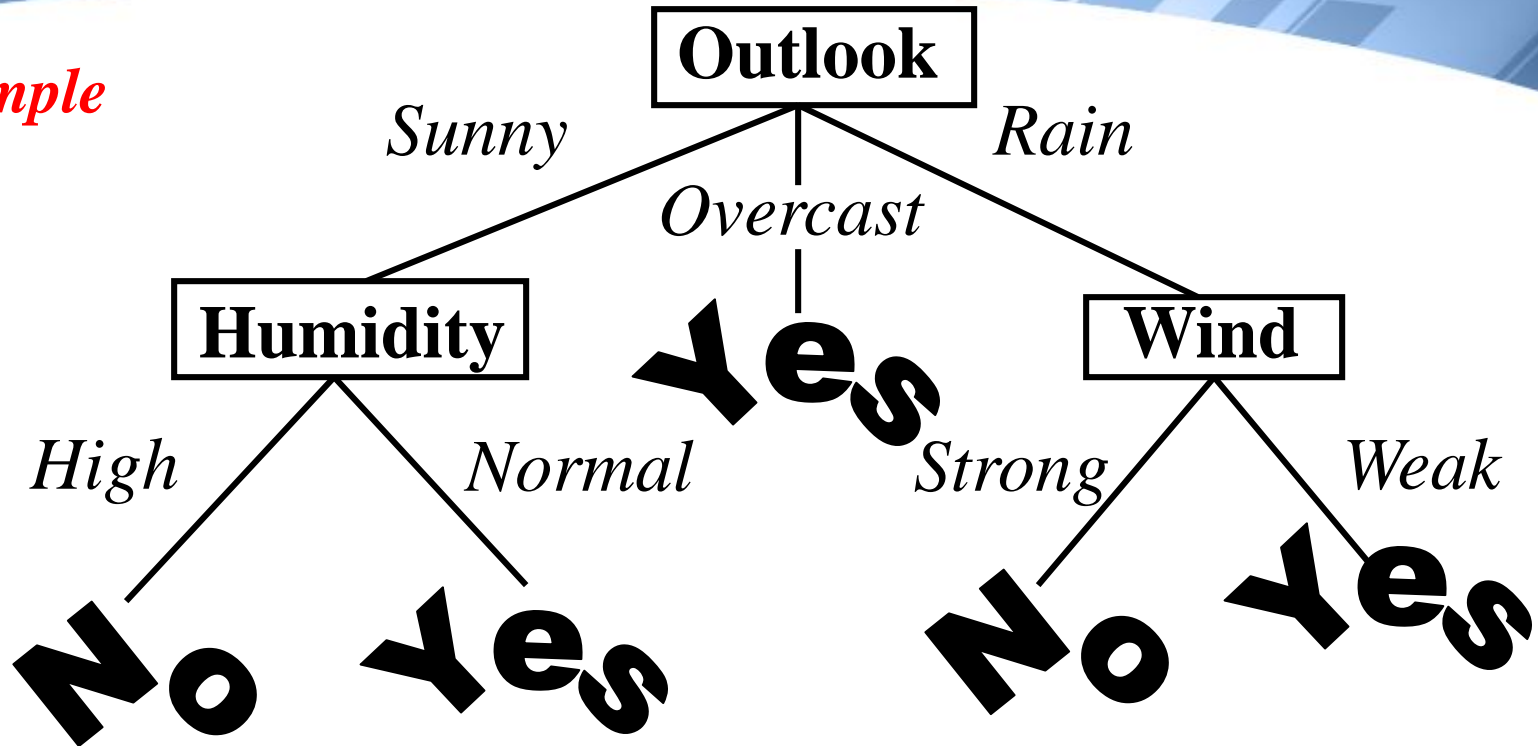 Outlook
mple
Sunny
Rain
Overcast
Humidity
Yes
Wind
High
Normal
Strong
Weak
No
Yes
No
Yes